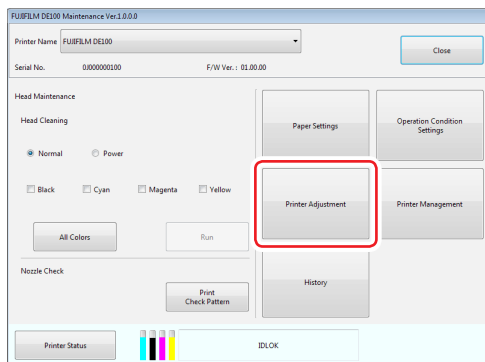 FUJIFILM DE100 Maintenance Ver.1.0.0.0
Printer Name
FUJIFILM DE100
Close
Serial No.
0J000000100
F/W Ver. : 01.00.00
Head Maintenance
Head Cleaning
Normal
Power
Black
Cyan
Magenta
Yellow
All Colors
Run
Nozzle Check
Print
Check Pattern
Paper Settings
Operation Condition
Settings
Printer Adjustment
Printer Management
History
Printer Status
IDLOK